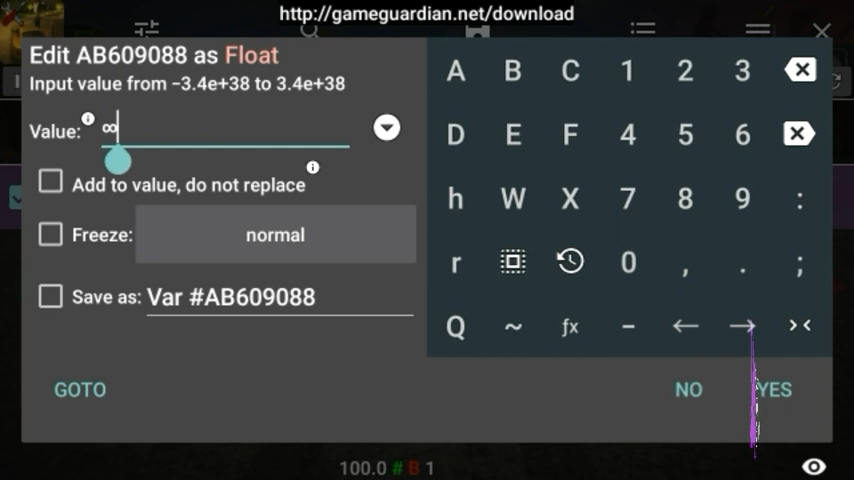 http://gameguardian.net/download
Edit AB609088 as Float
Input value from −3.4e+38 to 3.4e+38
Value: ∞
Add to value, do not replace
Freeze: normal
Save as: Var #AB609088
GOTO NO YES
A B C 1 2 3
D E F 4 5 6
h W X 7 8 9 :
r 0 , . ;
Q ~ ƒx − ← → ><
100.0 # B 1